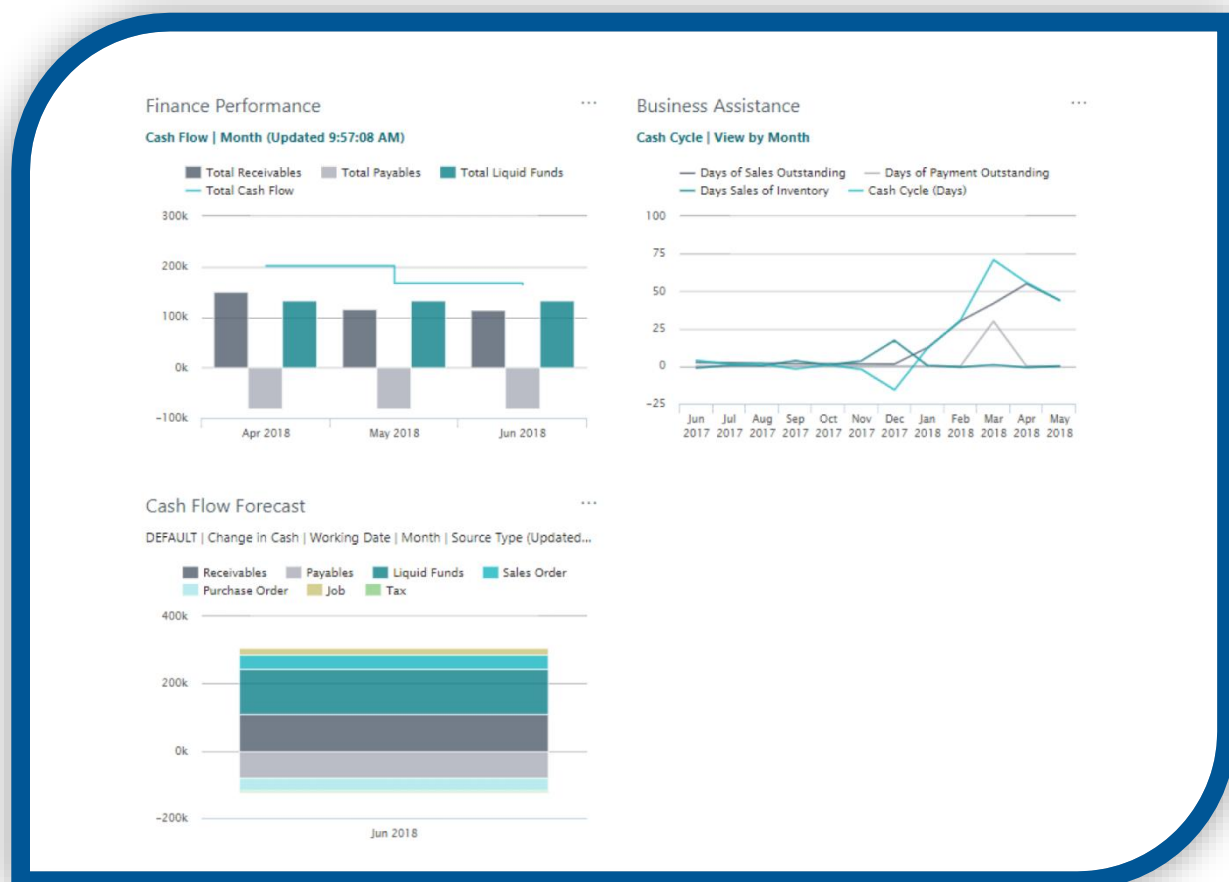 Finance Performance ...
Cash Flow | Month (Updated 9:57:08 AM)
Total Receivables Total Payables Total Liquid Funds
Total Cash Flow
300k
200k
100k
0k
-100k
Apr 2018 May 2018 Jun 2018
Business Assistance ...
Cash Cycle | View by Month
Days of Sales Outstanding Days of Payment Outstanding
Days Sales of Inventory Cash Cycle (Days)
100
75
50
25
0
-25
Jun Jul Aug Sep Oct Nov Dec Jan Feb Mar Apr May
2017 2017 2017 2017 2017 2017 2017 2018 2018 2018 2018 2018
Cash Flow Forecast ...
DEFAULT | Change in Cash | Working Date | Month | Source Type (Updated...
Receivables Payables Liquid Funds Sales Order
Purchase Order Job Tax
400k
200k
0k
-200k
Jun 2018